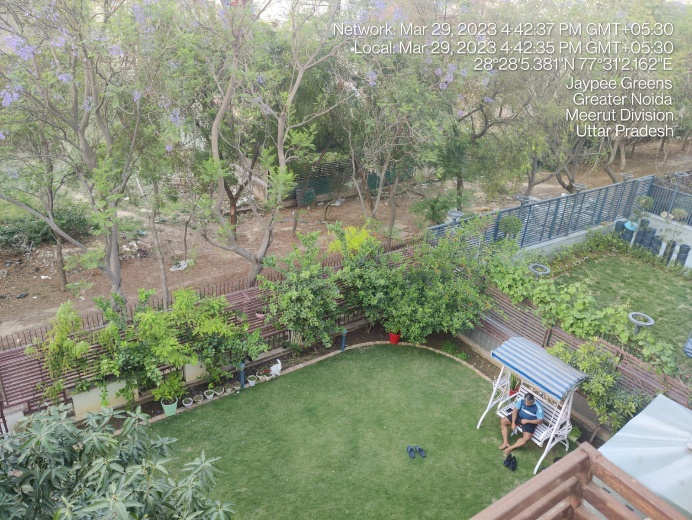 Network: Mar 29, 2023 4:42:37 PM GMT+05:30
Local: Mar 29, 2023 4:42:35 PM GMT+05:30
28°28'5.381"N 77°31'2.162"E
Jaypee Greens
Greater Noida
Meerut Division
Uttar Pradesh